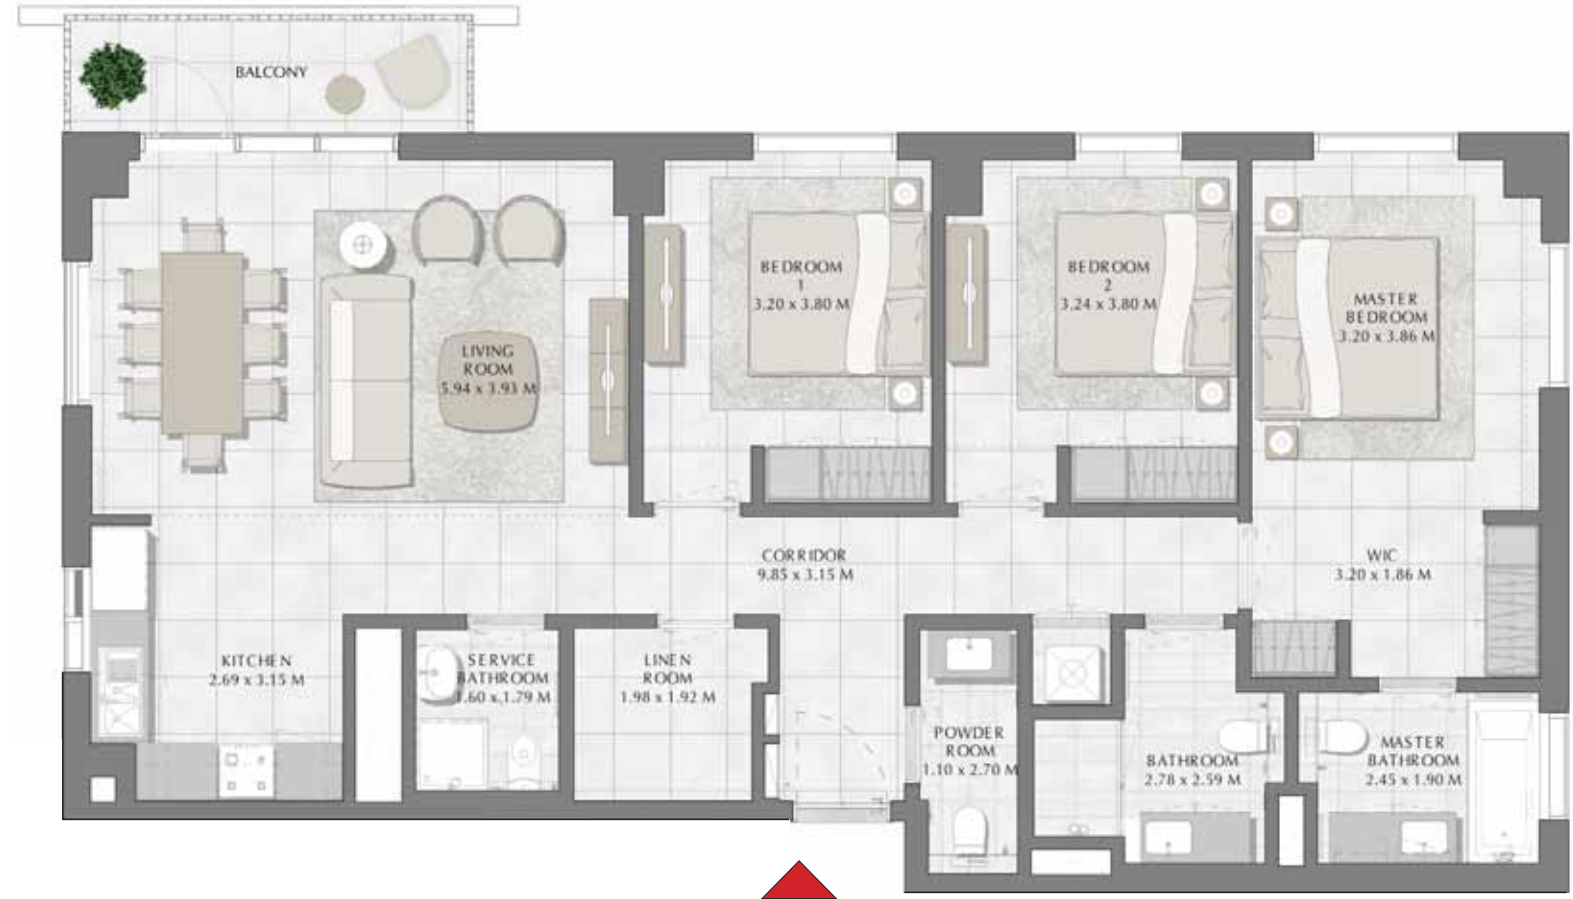 BALCONY
BEDROOM
1
3.20 x 3.80 M
BEDROOM
2
3.24 x 3.80 M
MASTER
BEDROOM
3.20 x 3.86 M
LIVING
ROOM
5.94 x 3.93 M
CORRIDOR
9.85 x 3.15 M
WIC
3.20 x 1.86 M
KITCHEN
2.69 x 3.15 M
SERVICE
BATHROOM
1.60 x 1.79 M
LINEN
ROOM
1.98 x 1.92 M
POWDER
ROOM
1.10 x 2.70 M
BATHROOM
2.78 x 2.59 M
MASTER
BATHROOM
2.45 x 1.90 M